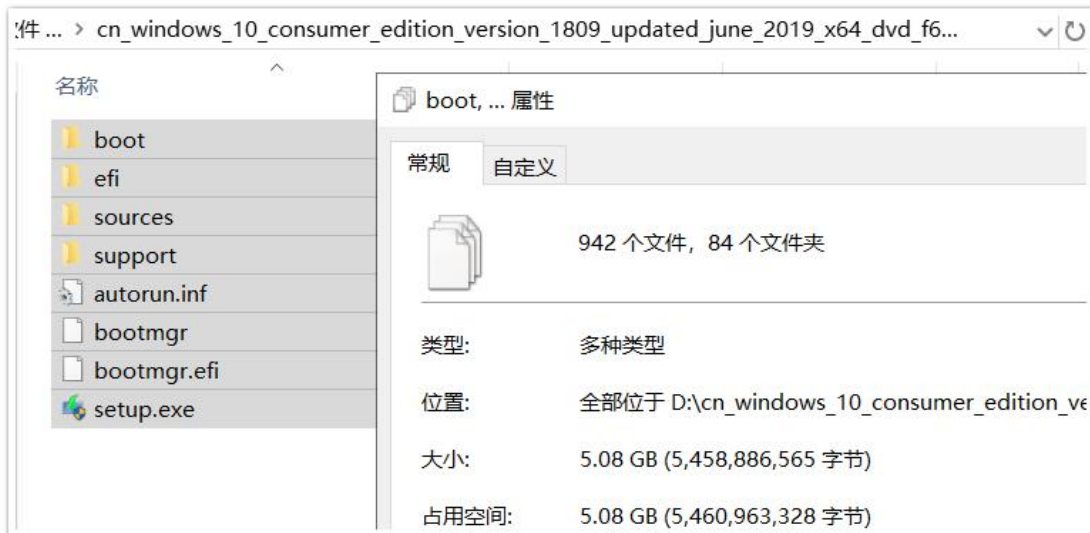 件 ... > cn_windows_10_consumer_edition_version_1809_updated_june_2019_x64_dvd_f6...
名称
boot, ... 属性
boot
efi
sources
support
autorun.inf
bootmgr
bootmgr.efi
setup.exe
常规 自定义
942 个文件，84 个文件夹
类型: 多种类型
位置: 全部位于 D:\cn_windows_10_consumer_edition_ve
大小: 5.08 GB (5,458,886,565 字节)
占用空间: 5.08 GB (5,460,963,328 字节)